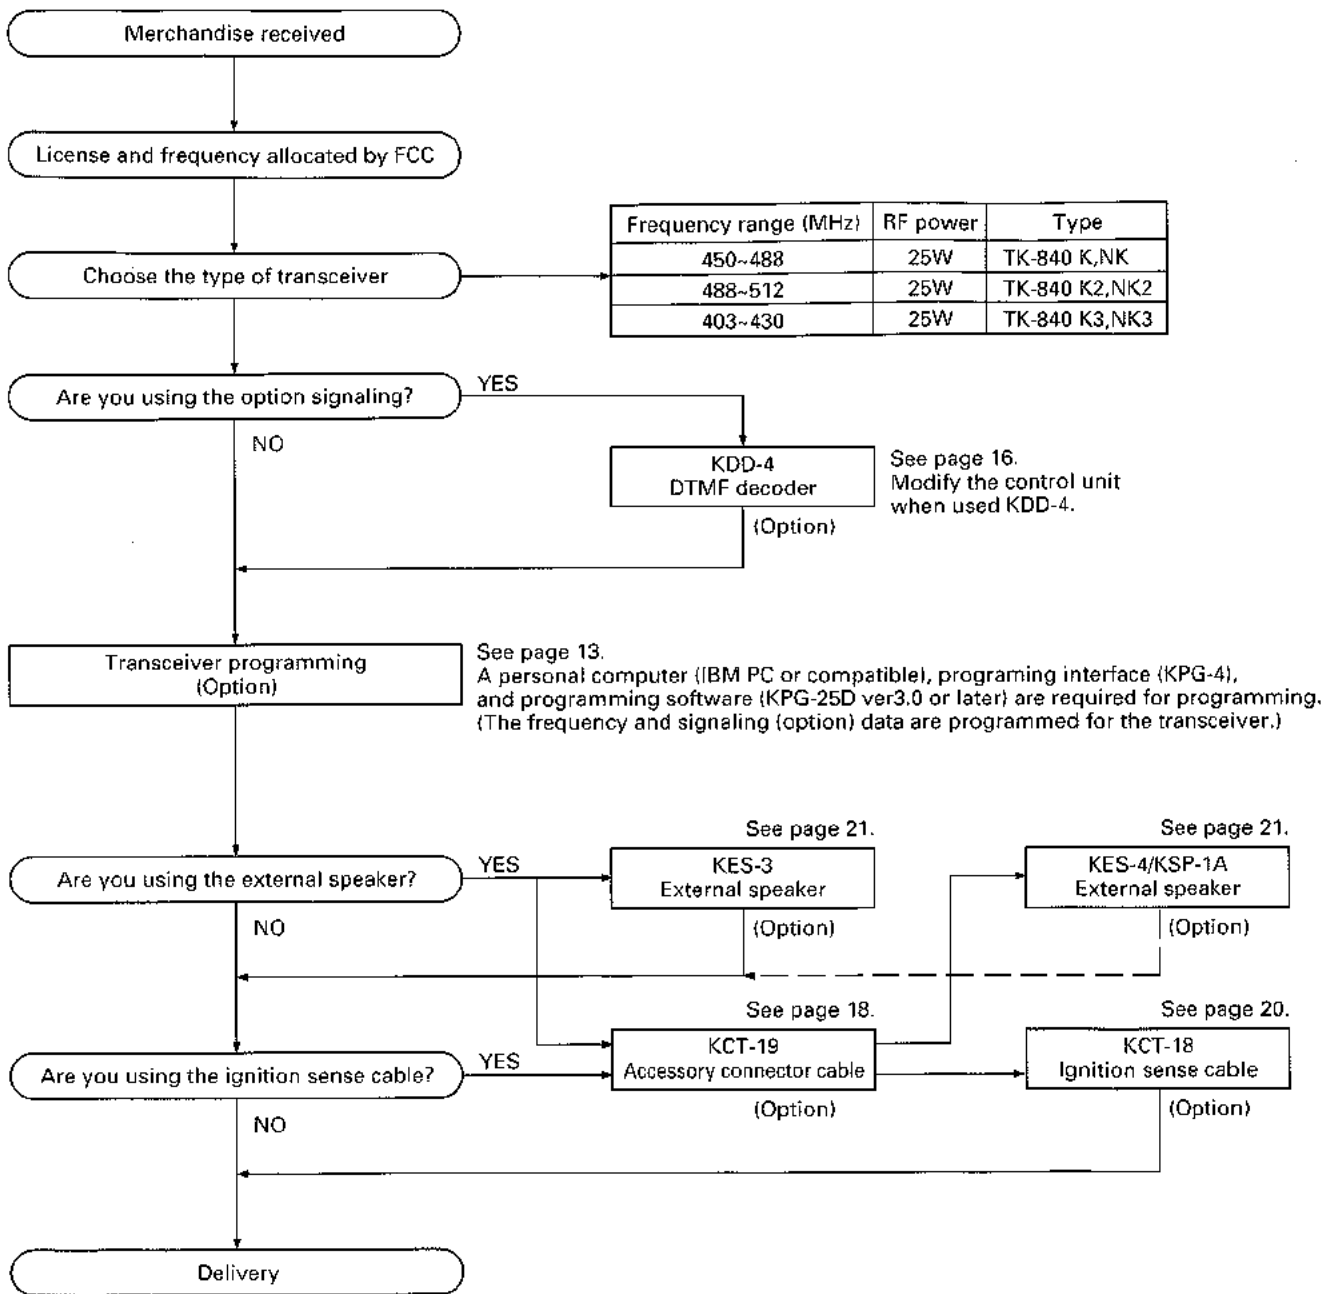 Merchandise received
License and frequency allocated by FCC
Choose the type of transceiver
Frequency range (MHz) RF power Type
450~488 25W TK-840 K,NK
488~512 25W TK-840 K2,NK2
403~430 25W TK-840 K3,NK3
Are you using the option signaling?
YES
NO
KDD-4
DTMF decoder
(Option)
See page 16.
Modify the control unit
when used KDD-4.
Transceiver programming
(Option)
See page 13.
A personal computer (IBM PC or compatible), programing interface (KPG-4),
and programming software (KPG-25D ver3.0 or later) are required for programming.
(The frequency and signaling (option) data are programmed for the transceiver.)
Are you using the external speaker?
YES
NO
See page 21.
KES-3
External speaker
(Option)
See page 21.
KES-4/KSP-1A
External speaker
(Option)
Are you using the ignition sense cable?
YES
NO
See page 18.
KCT-19
Accessory connector cable
(Option)
See page 20.
KCT-18
Ignition sense cable
(Option)
Delivery